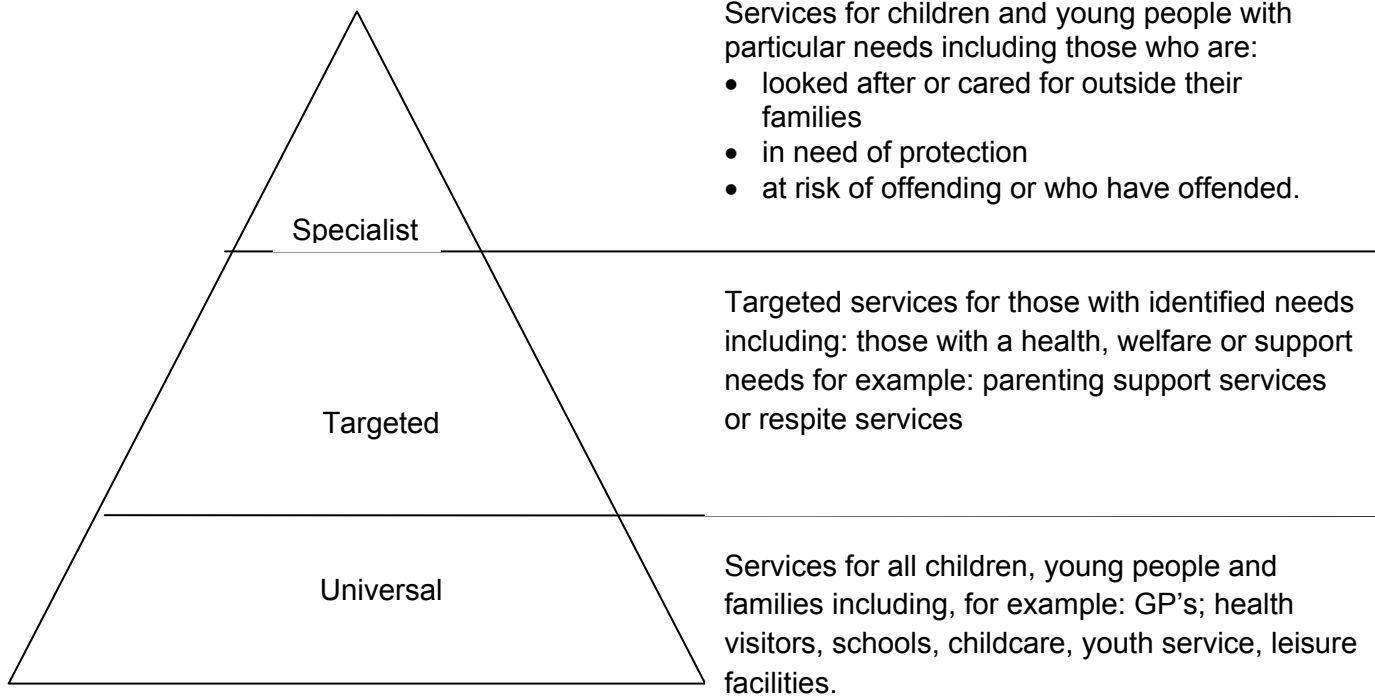 Services for children and young people with
particular needs including those who are:
• looked after or cared for outside their
families
• in need of protection
• at risk of offending or who have offended.
Specialist
Targeted services for those with identified needs
including: those with a health, welfare or support
needs for example: parenting support services
or respite services
Targeted
Services for all children, young people and
families including, for example: GP’s; health
visitors, schools, childcare, youth service, leisure
facilities.
Universal